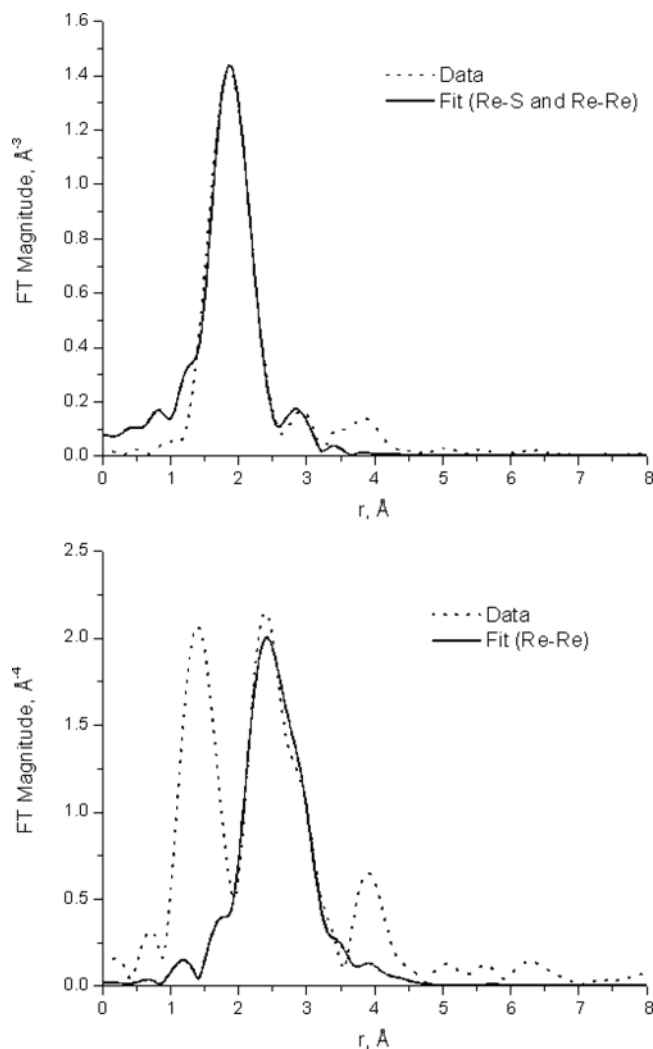 1.6
1.4
1.2
1.0
0.8
0.6
0.4
0.2
0.0
FT Magnitude, Å⁻³
Data
Fit (Re-S and Re-Re)
0 1 2 3 4 5 6 7 8
r, Å
2.5
2.0
1.5
1.0
0.5
0.0
FT Magnitude, Å⁻⁴
Data
Fit (Re-Re)
0 1 2 3 4 5 6 7 8
r, Å